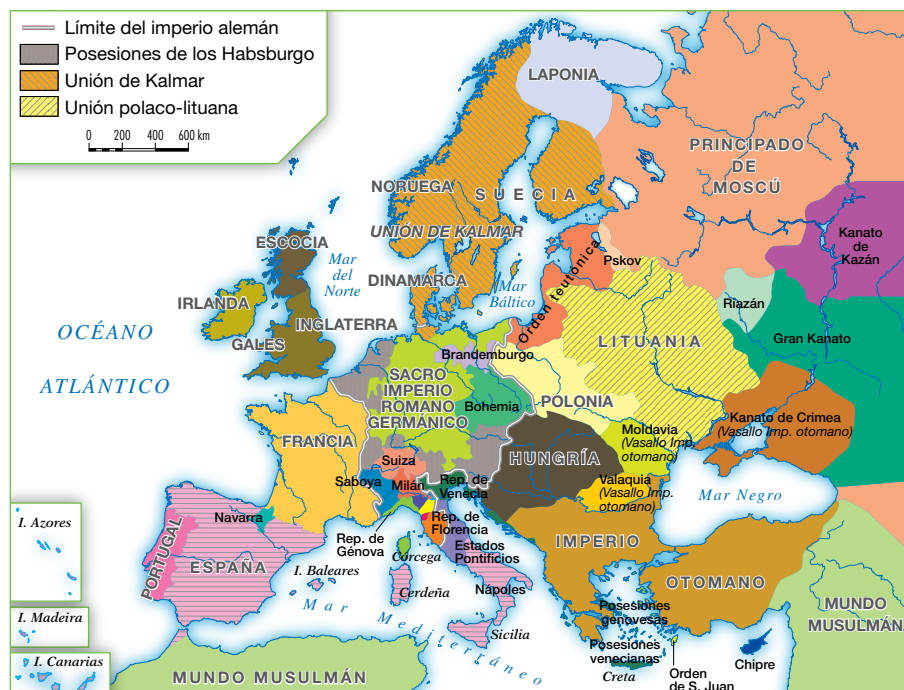 Límite del imperio alemán
Posesiones de los Habsburgo
Unión de Kalmar
Unión polaco-lituana
0 200 400 600 km
LAPONIA
PRINCIPADO
DE
MOSCÚ
NORUEGA
SUECIA
UNIÓN DE KALMAR
Kanato
de
Kazán
ESCOCIA
Mar
del
Norte
Pskov
DINAMARCA
Mar
Báltico
Orden teutónica
IRLANDA
Riazán
INGLATERRA
GALES
OCÉANO
ATLÁNTICO
LITUANIA
Gran Kanato
Brandemburgo
SACRO
IMPERIO
ROMANO
GERMÁNICO
Bohemia
POLONIA
Kanato de Crimea
(Vasallo Imp. otomano)
Moldavia
(Vasallo Imp.
otomano)
FRANCIA
HUNGRÍA
Suiza
Saboya
Milán
Rep. de
Venecia
Valaquia
(Vasallo Imp.
otomano)
Mar Negro
I. Azores
Navarra
Rep. de
Génova
Rep. de
Florencia
Córcega
Estados
Pontificios
IMPERIO
OTOMANO
PORTUGAL
ESPAÑA
I. Baleares
Cerdeña
Nápoles
Mar Mediterráneo
Sicilia
Posesiones
genovesas
Posesiones
venecianas
Creta
Orden
de S. Juan
Chipre
MUNDO
MUSULMÁN
I. Madeira
I. Canarias
MUNDO MUSULMÁN